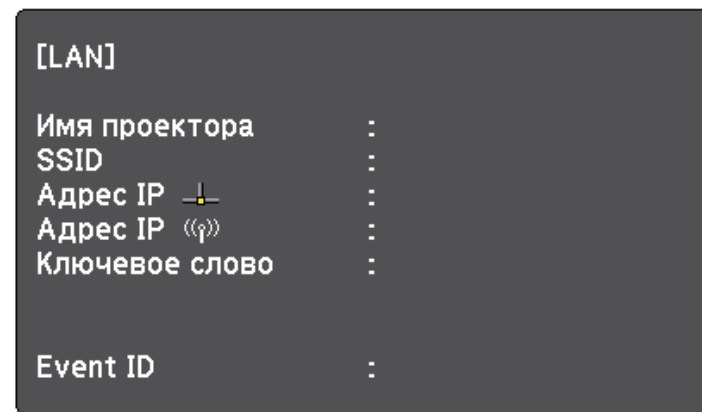 [LAN]
Имя проектора :
SSID :
Адрес IP :
Адрес IP :
Ключевое слово :
Event ID :